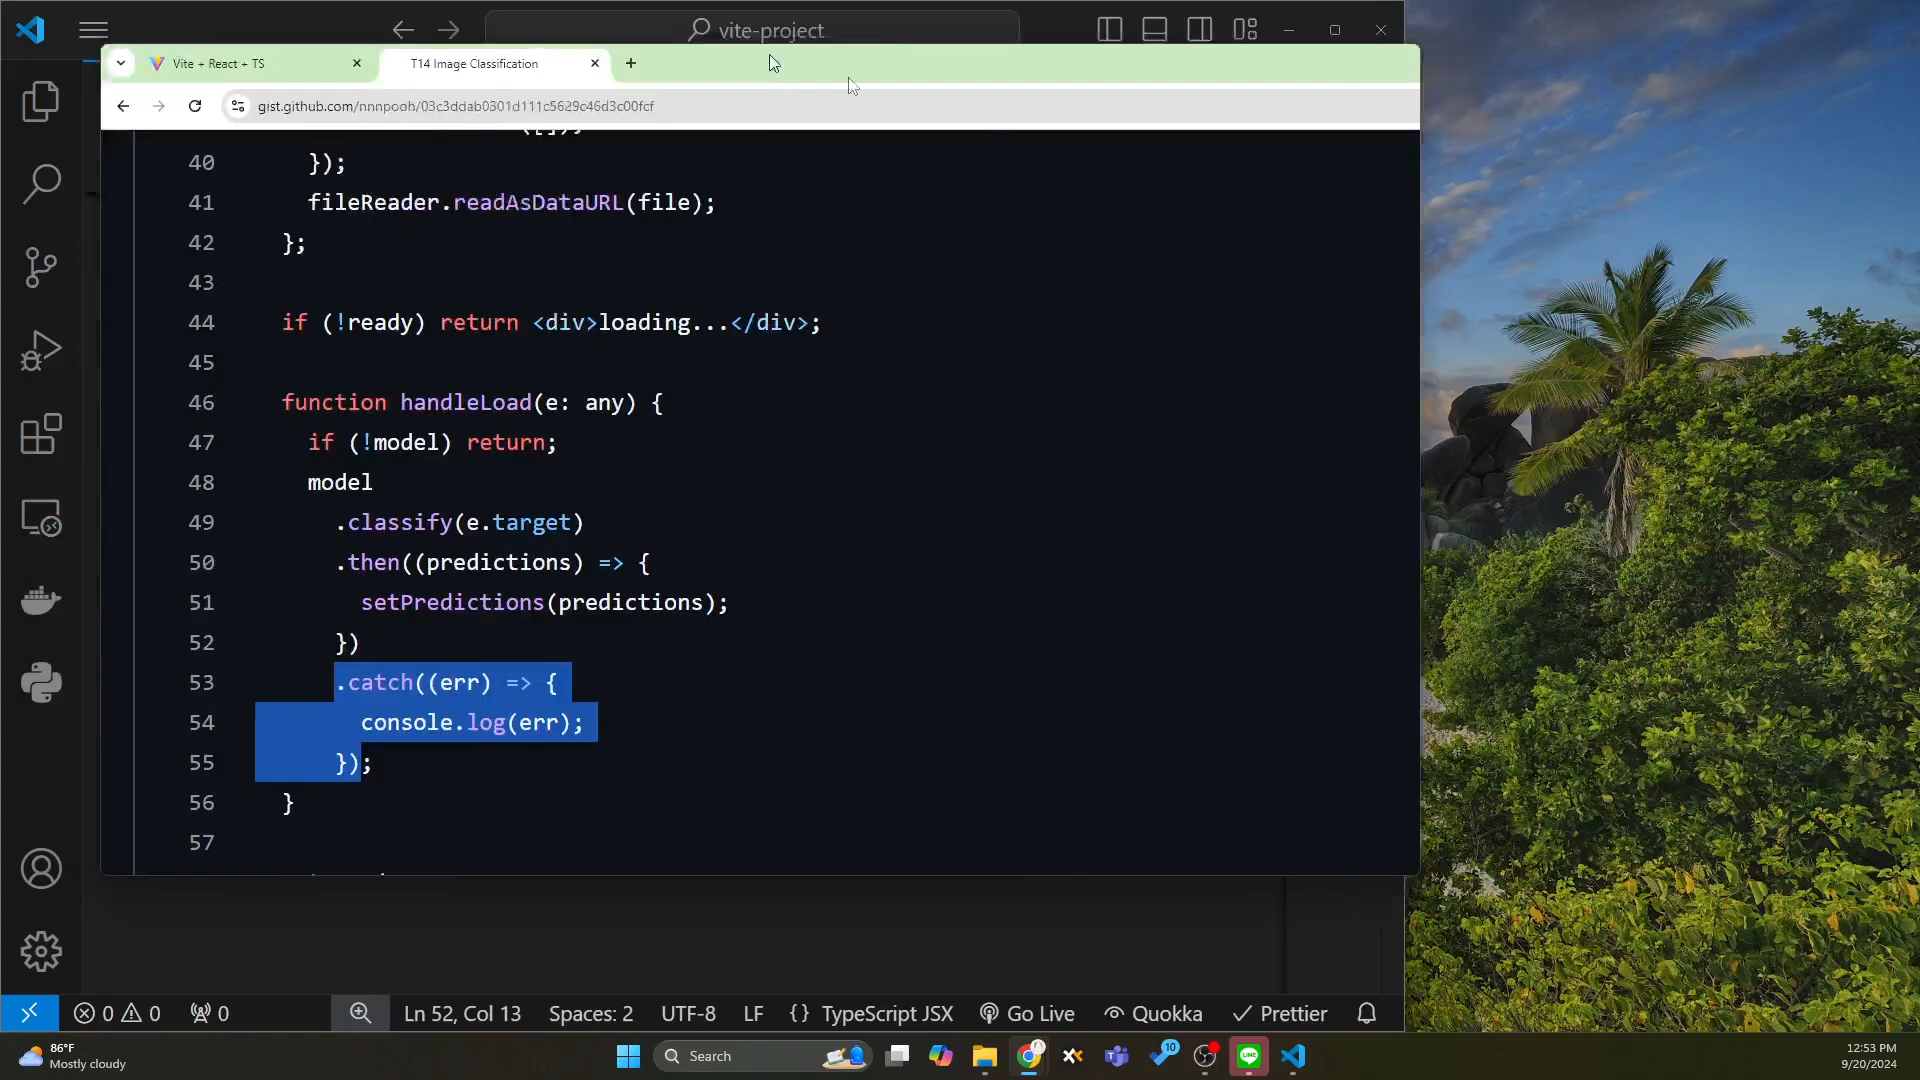 vite-project
Vite + React + TS
T14 Image Classification
gist.github.com/nnnpooh/03c3ddab0301d111c5629c46d3c00fcf
40 });
41 fileReader.readAsDataURL(file);
42 };
43
44 if (!ready) return <div>loading...</div>;
45
46 function handleLoad(e: any) {
47 if (!model) return;
48 model
49 .classify(e.target)
50 .then((predictions) => {
51 setPredictions(predictions);
52 })
53 .catch((err) => {
54 console.log(err);
55 });
56 }
57
0 0 0 Ln 52, Col 13 Spaces: 2 UTF-8 LF {} TypeScript JSX Go Live Quokka Prettier
86°F
Mostly cloudy
Search
10
12:53 PM
9/20/2024